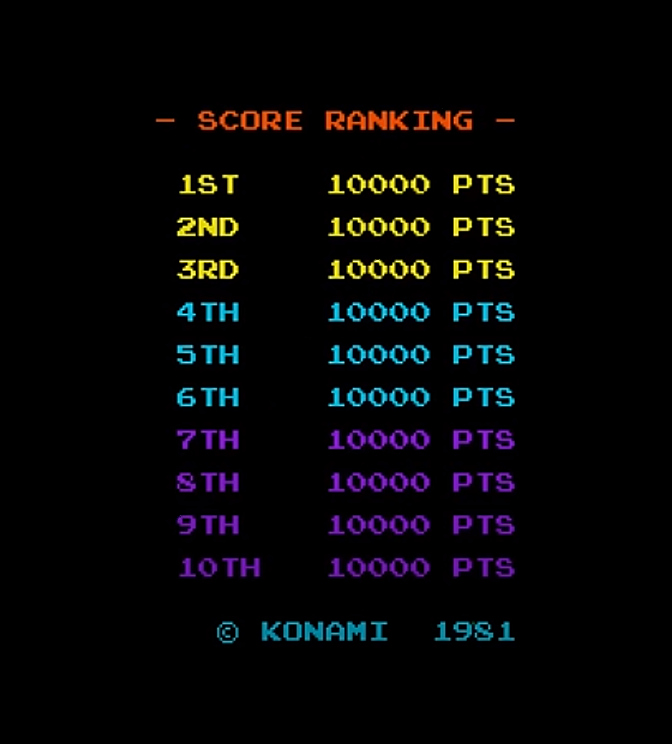 - SCORE RANKING -
1ST 10000 PTS
2ND 10000 PTS
3RD 10000 PTS
4TH 10000 PTS
5TH 10000 PTS
6TH 10000 PTS
7TH 10000 PTS
8TH 10000 PTS
9TH 10000 PTS
10TH 10000 PTS
© KONAMI 1981